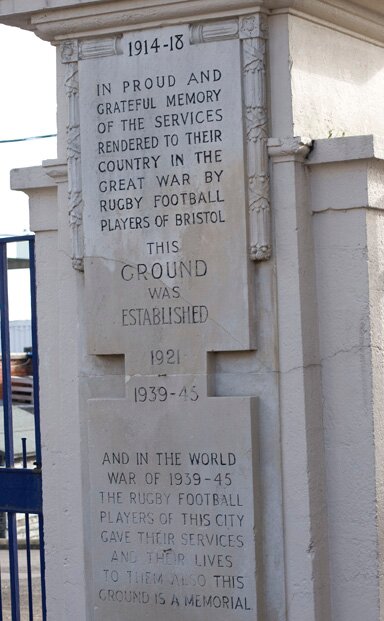 1914-18
IN PROUD AND
GRATEFUL MEMORY
OF THE SERVICES
RENDERED TO THEIR
COUNTRY IN THE
GREAT WAR BY
RUGBY FOOTBALL
PLAYERS OF BRISTOL
THIS
GROUND
WAS
ESTABLISHED
1921
1939-45
AND IN THE WORLD
WAR OF 1939-45
THE RUGBY FOOTBALL
PLAYERS OF THIS CITY
GAVE THEIR SERVICES
AND THEIR LIVES
TO THEM ALSO THIS
GROUND IS A MEMORIAL